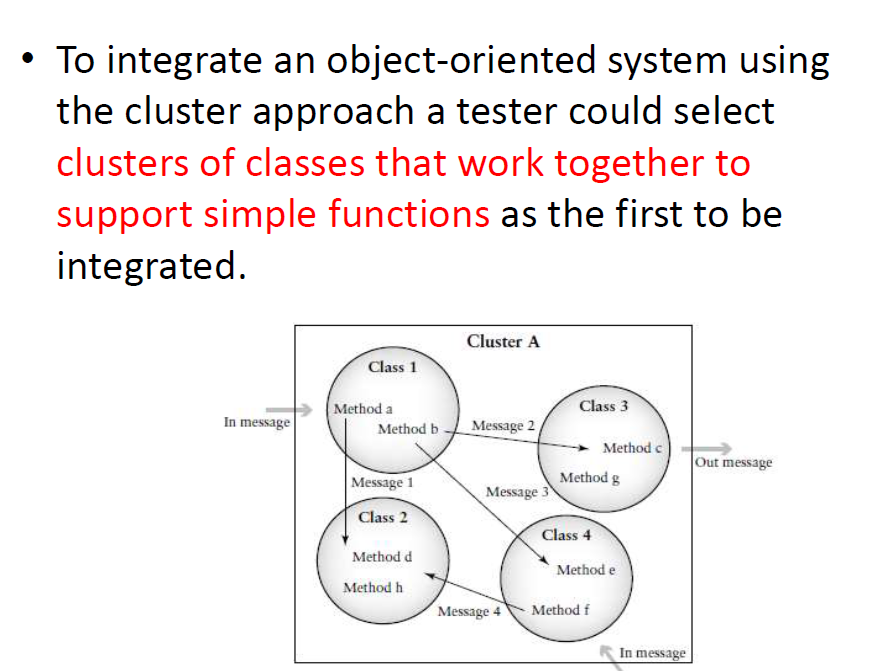 • To integrate an object-oriented system using
the cluster approach a tester could select
clusters of classes that work together to
support simple functions as the first to be
integrated.
Cluster A
Class 1
Method a
Method b
In message
Message 2
Class 3
Method c
Method g
Out message
Message 1
Message 3
Class 2
Method d
Method h
Class 4
Method e
Method f
Message 4
In message